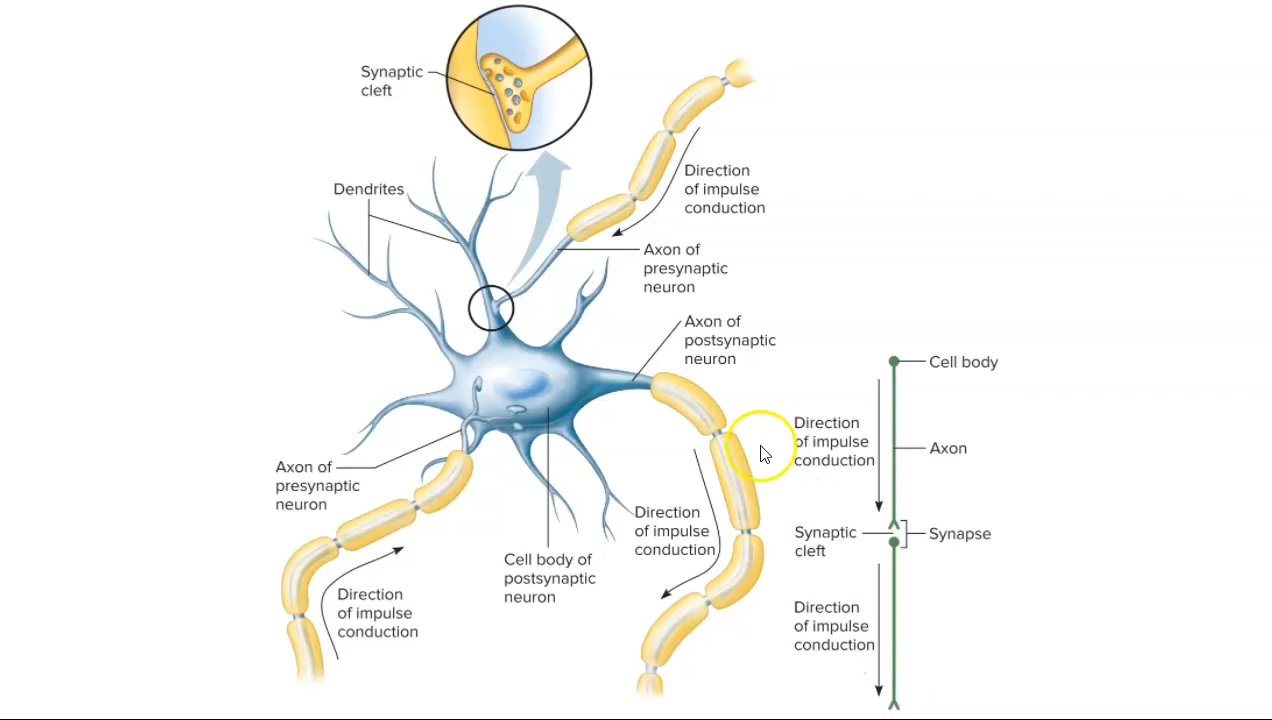 Synaptic
cleft
Dendrites
Direction
of impulse
conduction
Axon of
presynaptic
neuron
Axon of
postsynaptic
neuron
Cell body
Direction
of impulse
conduction
Axon
Axon of
presynaptic
neuron
Direction
of impulse
conduction
Synaptic
cleft
Synapse
Cell body of
postsynaptic
neuron
Direction
of impulse
conduction
Direction
of impulse
conduction